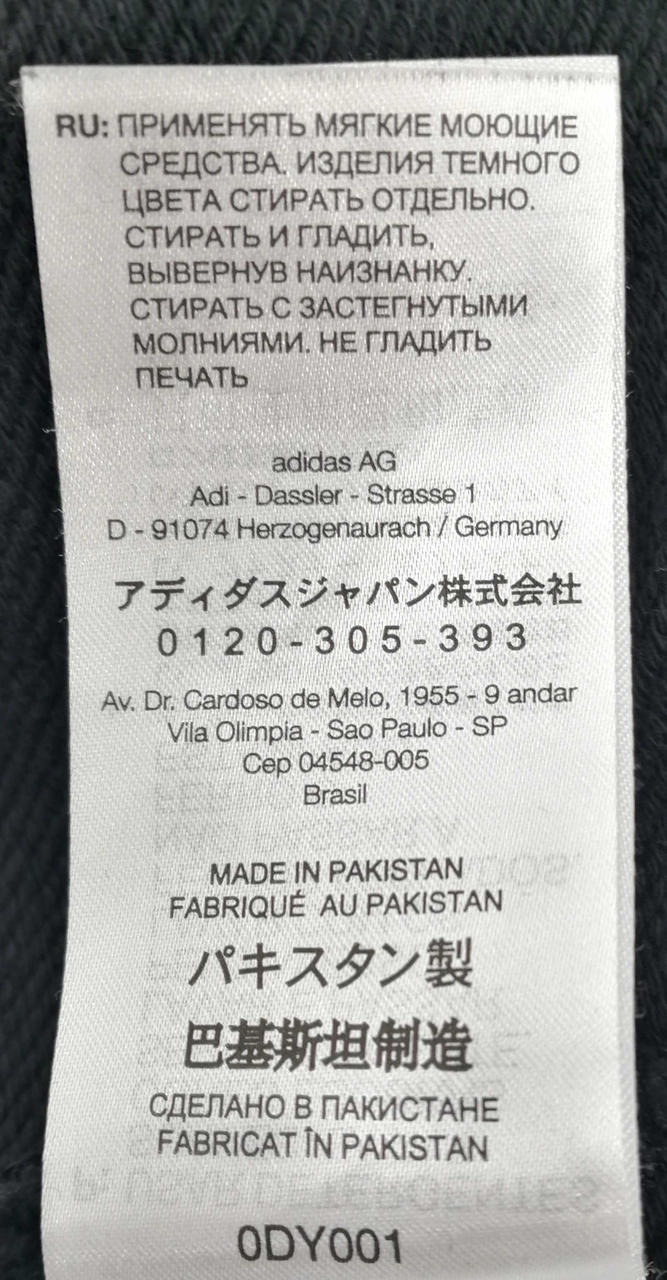 RU: ПРИМЕНЯТЬ МЯГКИЕ МОЮЩИЕ
СРЕДСТВА. ИЗДЕЛИЯ ТЕМНОГО
ЦВЕТА СТИРАТЬ ОТДЕЛЬНО.
СТИРАТЬ И ГЛАДИТЬ,
ВЫВЕРНУВ НАИЗНАНКУ.
СТИРАТЬ С ЗАСТЕГНУТЫМИ
МОЛНИЯМИ. НЕ ГЛАДИТЬ
ПЕЧАТЬ
adidas AG
Adi - Dassler - Strasse 1
D - 91074 Herzogenaurach / Germany
アディダスジャパン株式会社
0120-305-393
Av. Dr. Cardoso de Melo, 1955 - 9 andar
Vila Olimpia - Sao Paulo - SP
Cep 04548-005
Brasil
MADE IN PAKISTAN
FABRIQUÉ AU PAKISTAN
パキスタン製
巴基斯坦制造
СДЕЛАНО В ПАКИСТАНЕ
FABRICAT ÎN PAKISTAN
0DY001